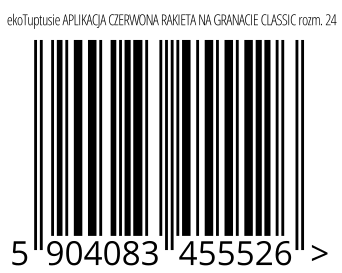 ekoTuptusie APLIKACJA CZERWONA RAKIETA NA GRANACIE CLASSIC rozm. 24
5 904083 455526 >